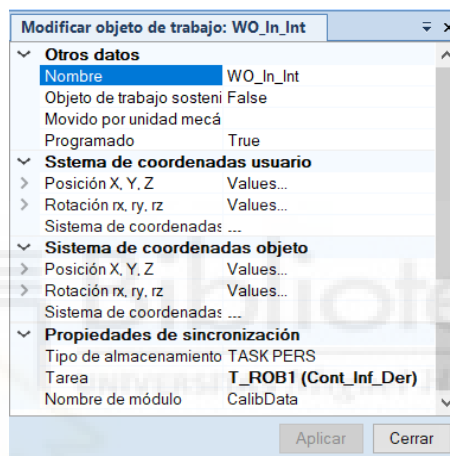 Modificar objeto de trabajo: WO_In_Int
Otros datos
Nombre WO_In_Int
Objeto de trabajo sosteni False
Movido por unidad mecá
Programado True
Sstema de coordenadas usuario
Posición X, Y, Z Values...
Rotación rx, ry, rz Values...
Sistema de coordenadas ---
Sistema de coordenadas objeto
Posición X, Y, Z Values...
Rotación rx, ry, rz Values...
Sistema de coordenadas ---
Propiedades de sincronización
Tipo de almacenamiento TASK PERS
Tarea T_ROB1 (Cont_Inf_Der)
Nombre de módulo CalibData
Aplicar Cerrar